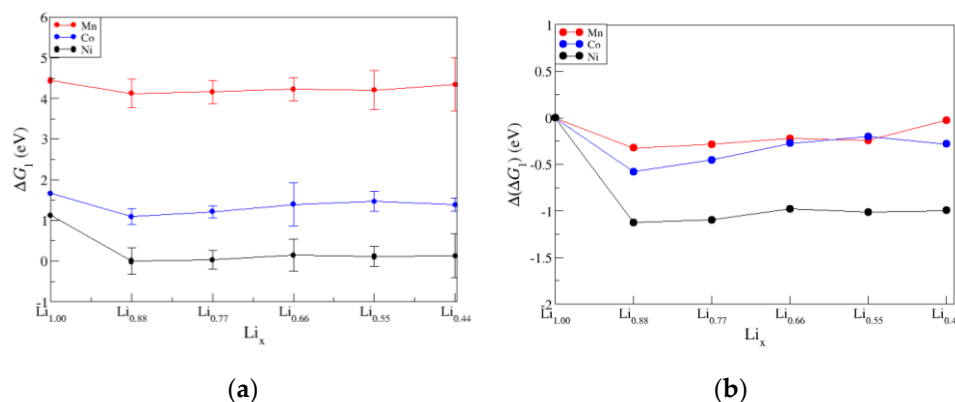 Mn
Co
Ni
6
5
4
3
2
1
0
-1
ΔG₁ (eV)
Li₁.₀₀ Li₀.₈₈ Li₀.₇₇ Li₀.₆₆ Li₀.₅₅ Li₀.₄₄
Liₓ
(a)
Mn
Co
Ni
1
0.5
0
-0.5
-1
-1.5
-2
Δ(ΔG₁) (eV)
Li₁.₀₀ Li₀.₈₈ Li₀.₇₇ Li₀.₆₆ Li₀.₅₅ Li₀.₄
Liₓ
(b)